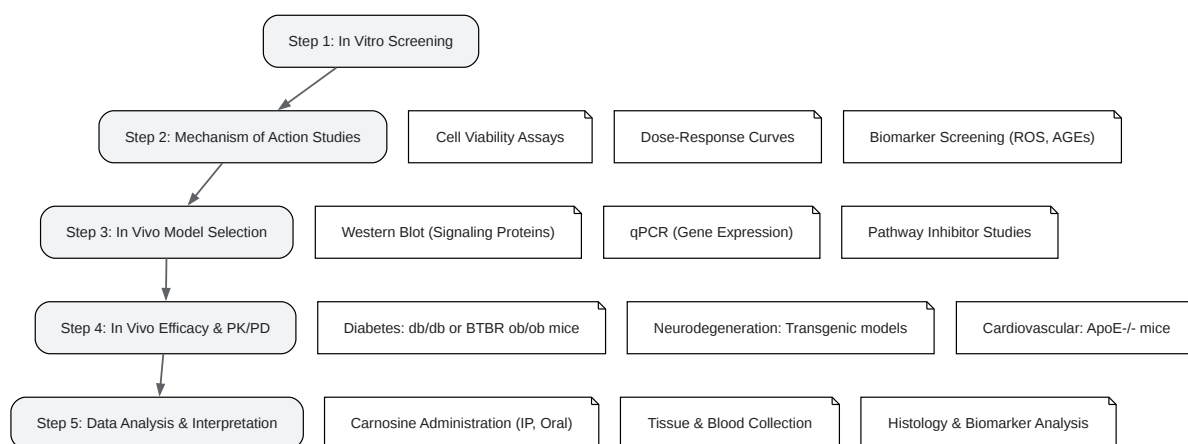 Step 1: In Vitro Screening
Step 2: Mechanism of Action Studies
Cell Viability Assays
Dose-Response Curves
Biomarker Screening (ROS, AGEs)
Step 3: In Vivo Model Selection
Western Blot (Signaling Proteins)
qPCR (Gene Expression)
Pathway Inhibitor Studies
Step 4: In Vivo Efficacy & PK/PD
Diabetes: db/db or BTBR ob/ob mice
Neurodegeneration: Transgenic models
Cardiovascular: ApoE-/- mice
Step 5: Data Analysis & Interpretation
Carnosine Administration (IP, Oral)
Tissue & Blood Collection
Histology & Biomarker Analysis